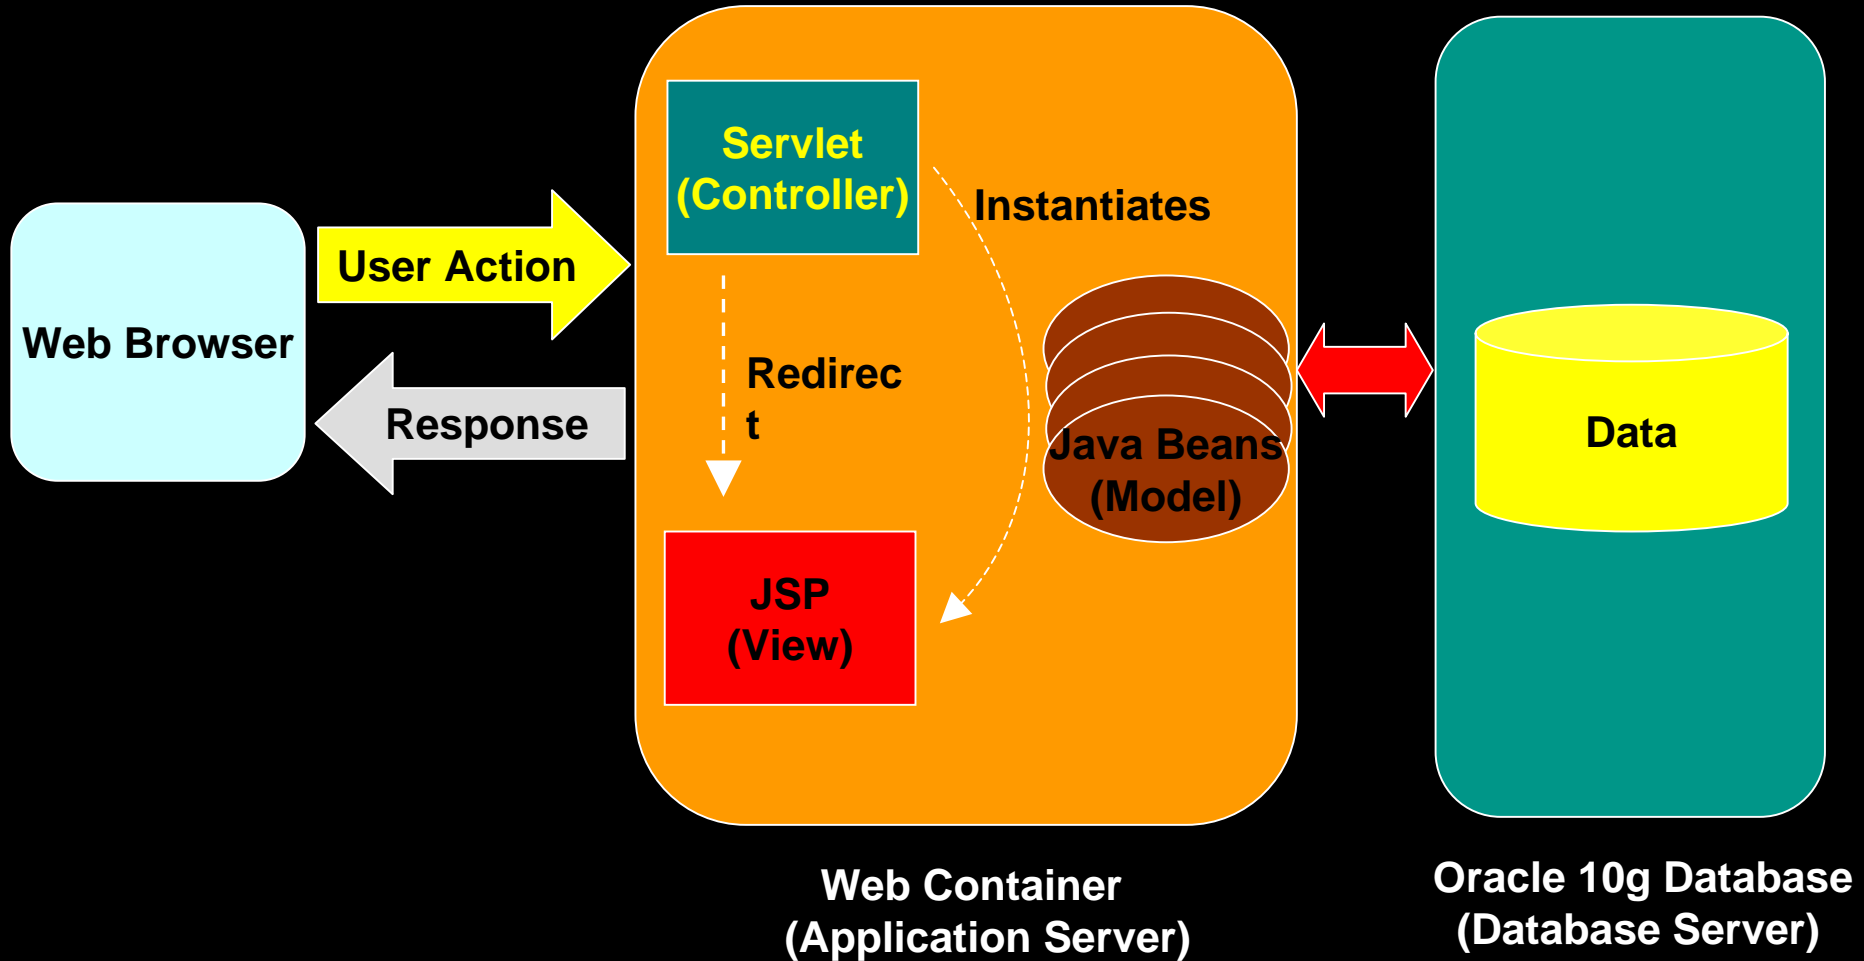 Servlet
(Controller)
Instantiates
User Action
Web Browser
Redirec
t
Response
Java Beans
(Model)
Data
JSP
(View)
Web Container
(Application Server)
Oracle 10g Database
(Database Server)